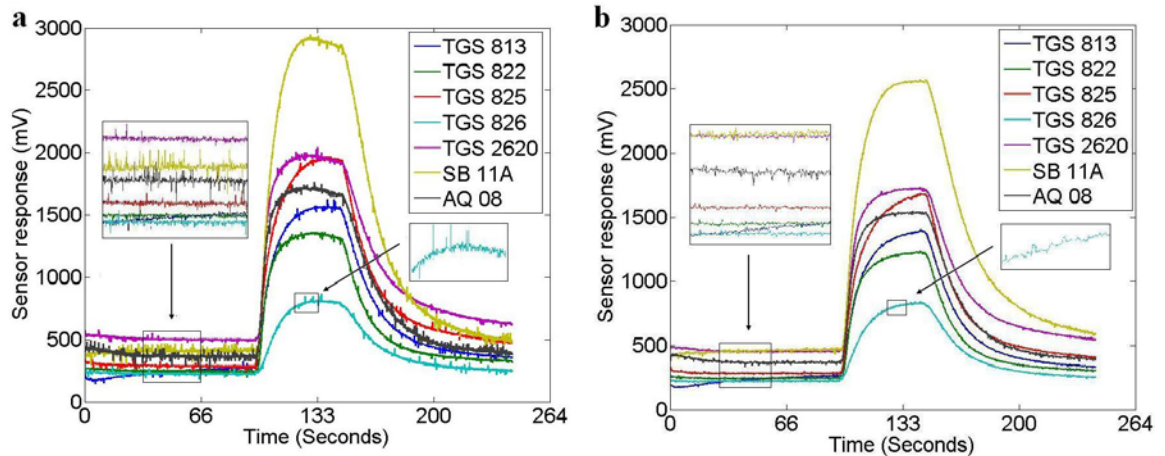 a
3000
2500
2000
1500
1000
500
0
Sensor response (mV)
0 66 133 200 264
Time (Seconds)
TGS 813
TGS 822
TGS 825
TGS 826
TGS 2620
SB 11A
AQ 08
b
3000
2500
2000
1500
1000
500
0
Sensor response (mV)
0 66 133 200 264
Time (Seconds)
TGS 813
TGS 822
TGS 825
TGS 826
TGS 2620
SB 11A
AQ 08